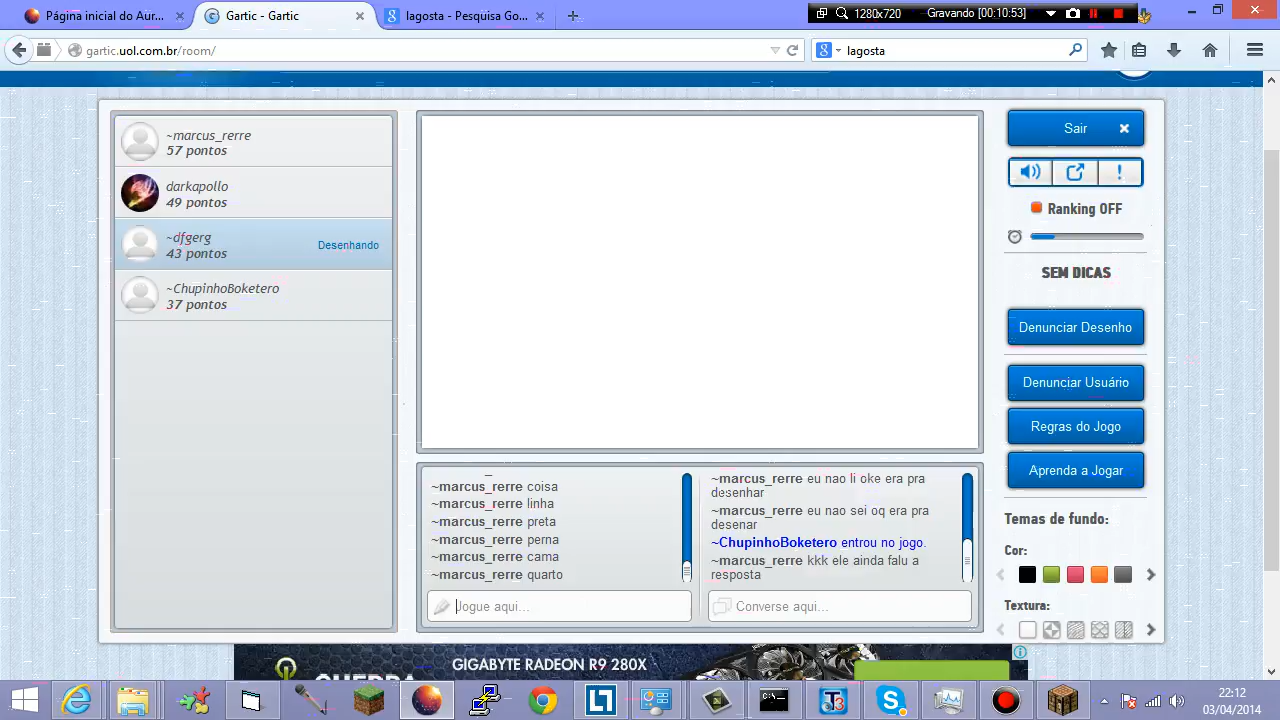 Página inicial do Aur...
Gartic - Gartic
lagosta - Pesquisa Go...
1280x720
Gravando [00:10:53]
gartic.uol.com.br/room/
lagosta
~marcus_rerre
57 pontos
darkapollo
49 pontos
~dfgerg
43 pontos
Desenhando
~ChupinhoBoketero
37 pontos
~marcus_rerre coisa
~marcus_rerre linha
~marcus_rerre preta
~marcus_rerre perna
~marcus_rerre cama
~marcus_rerre quarto
Jogue aqui...
~marcus_rerre eu nao li oke era pra
desenhar
~marcus_rerre eu nao sei oq era pra
desenar
~ChupinhoBoketero entrou no jogo.
~marcus_rerre kkk ele ainda falu a
resposta
Converse aqui...
Sair
Ranking OFF
SEM DICAS
Denunciar Desenho
Denunciar Usuário
Regras do Jogo
Aprenda a Jogar
Temas de fundo:
Cor:
Textura:
GIGABYTE RADEON R9 280X
22:12
03/04/2014